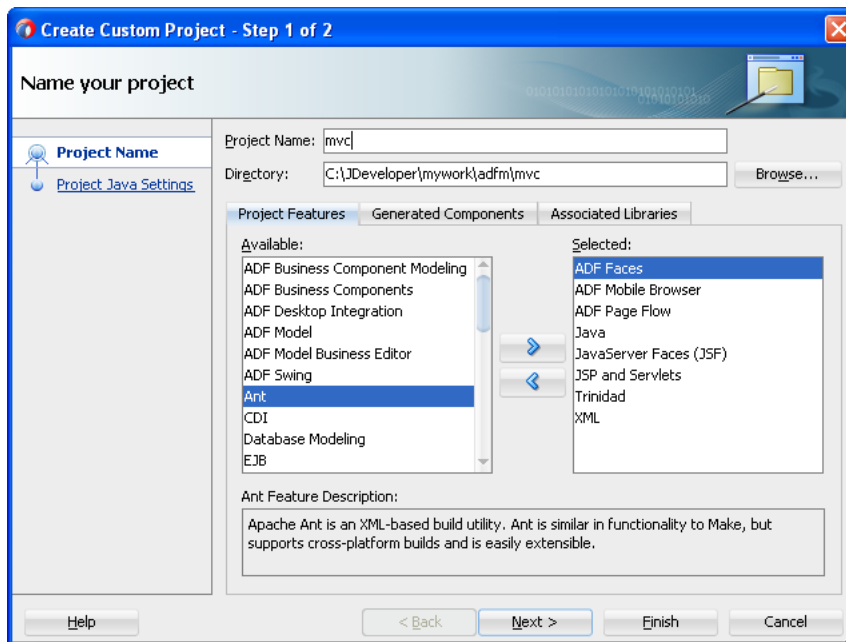 Create Custom Project - Step 1 of 2
Name your project
01010101010101010101010101
01010101010
Project Name
Project Java Settings
Project Name: mvc
Directory: C:\JDeveloper\mywork\adfm\mvc Browse...
Project Features Generated Components Associated Libraries
Available:
ADF Business Component Modeling
ADF Business Components
ADF Desktop Integration
ADF Model
ADF Model Business Editor
ADF Swing
Ant
CDI
Database Modeling
EJB
Selected:
ADF Faces
ADF Mobile Browser
ADF Page Flow
Java
JavaServer Faces (JSF)
JSP and Servlets
Trinidad
XML
Ant Feature Description:
Apache Ant is an XML-based build utility. Ant is similar in functionality to Make, but
supports cross-platform builds and is easily extensible.
Help < Back Next > Finish Cancel